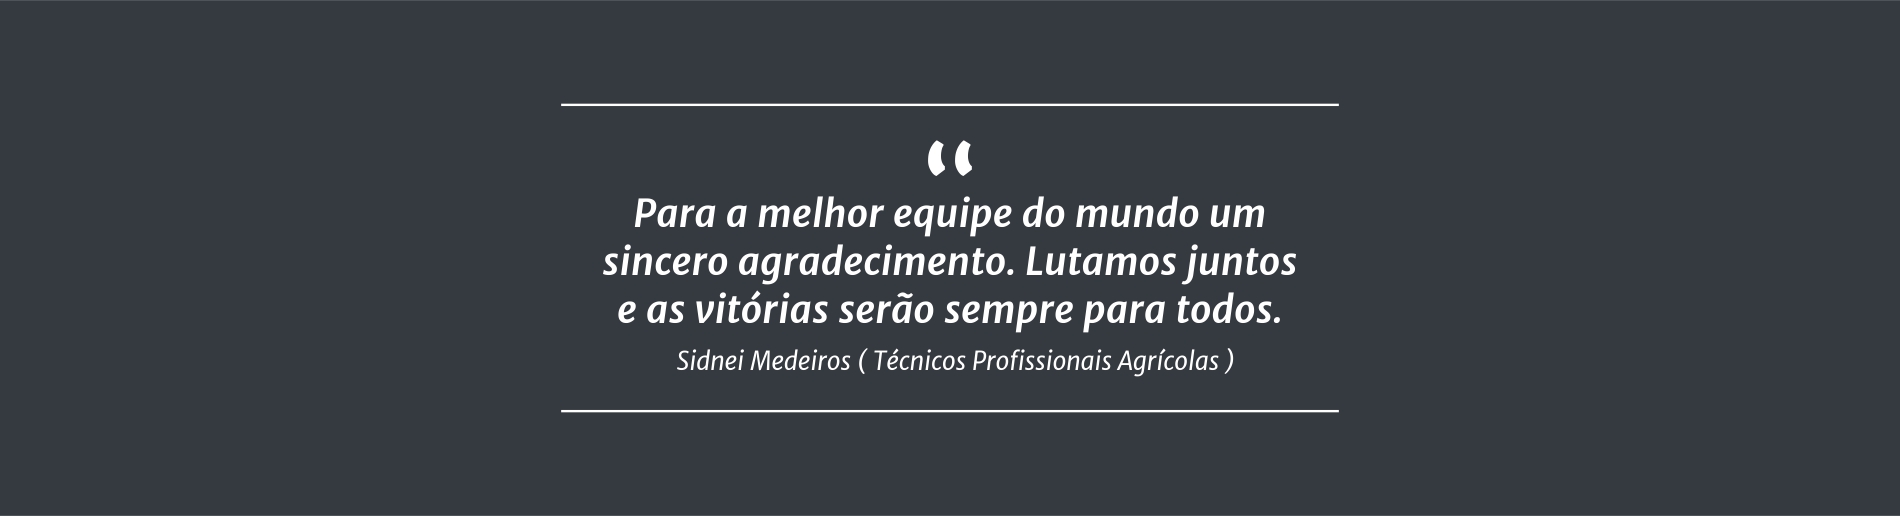 “
Para a melhor equipe do mundo um
sincero agradecimento. Lutamos juntos
e as vitórias serão sempre para todos.
Sidnei Medeiros ( Técnicos Profissionais Agrícolas )